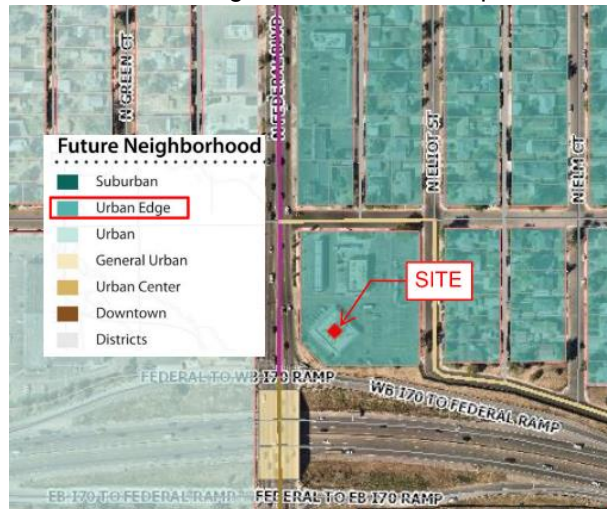 N GREEN CT
N FEDERAL BLVD
N ELIOT ST
N ELM CT
Future Neighborhood
Suburban
Urban Edge
Urban
General Urban
Urban Center
Downtown
Districts
SITE
FEDERAL TO WB I70 RAMP
WB I70 TO FEDERAL RAMP
EB I70 TO FEDERAL RAMP
FEDERAL TO EB I70 RAMP